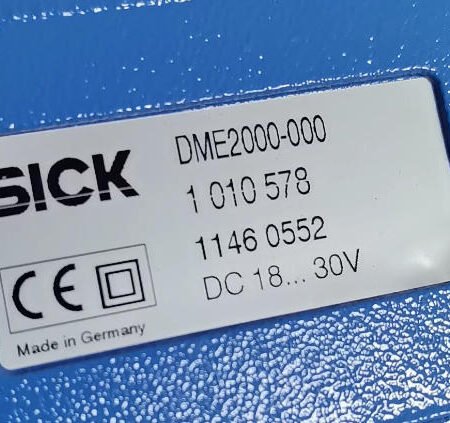 SICK
DME2000-000
1 010 578
1146 0552
DC 18... 30V
CE
Made in Germany